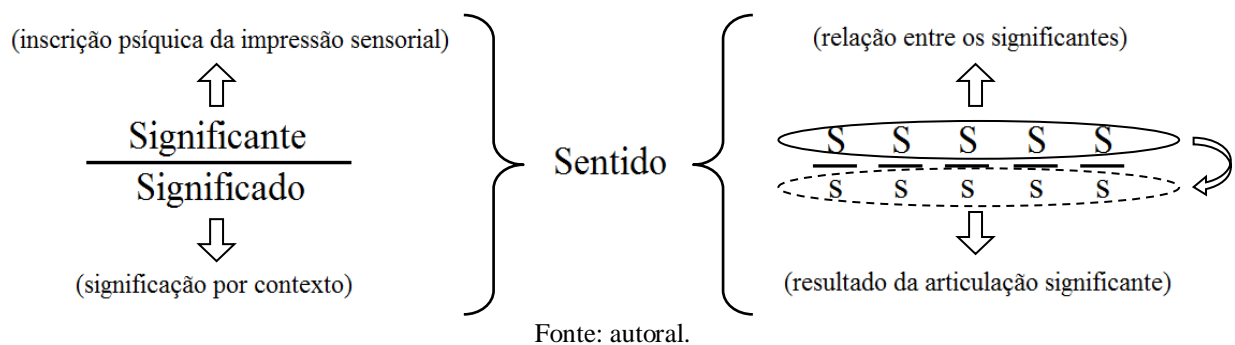 (inscrição psíquica da impressão sensorial)
Significante
Significado
(significação por contexto)
Sentido
(relação entre os significantes)
S S S S S
s s s s s
(resultado da articulação significante)
Fonte: autoral.